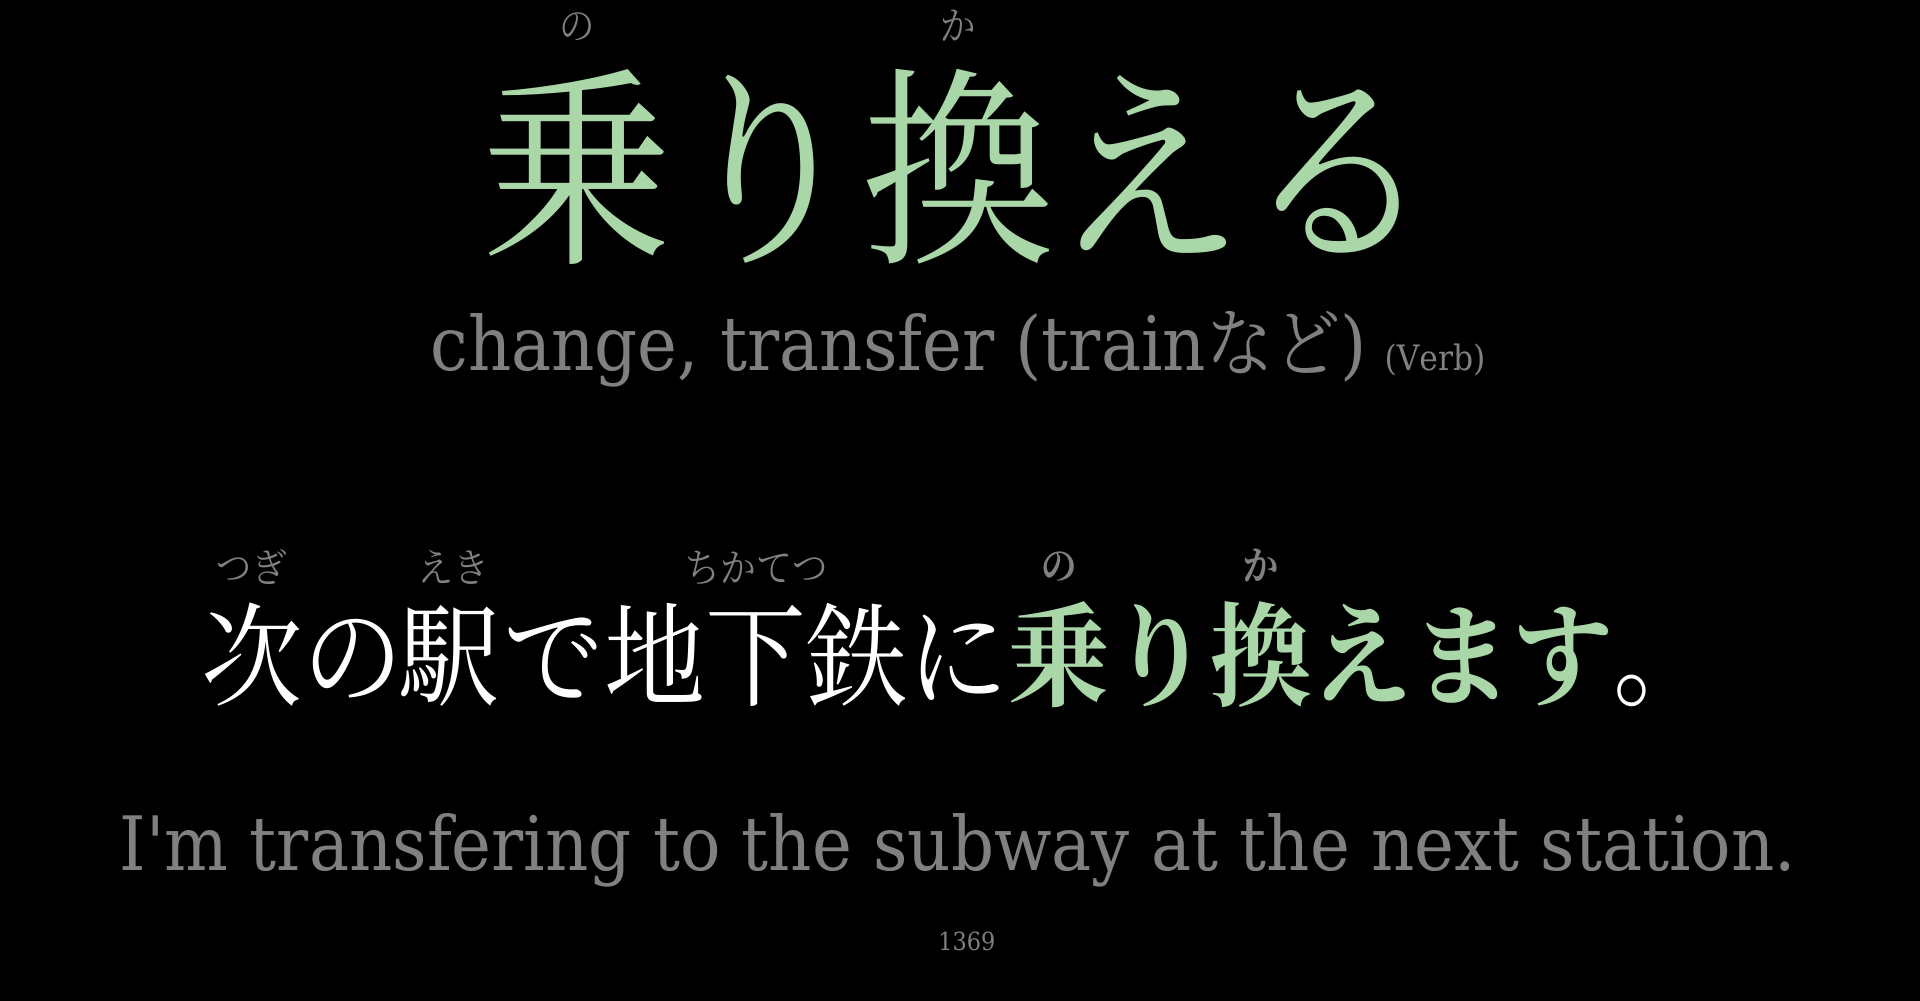 の か
乗り換える
change, transfer (trainなど) (Verb)
つぎ えき ちかてつ の か
次の駅で地下鉄に乗り換えます。
I'm transfering to the subway at the next station.
1369